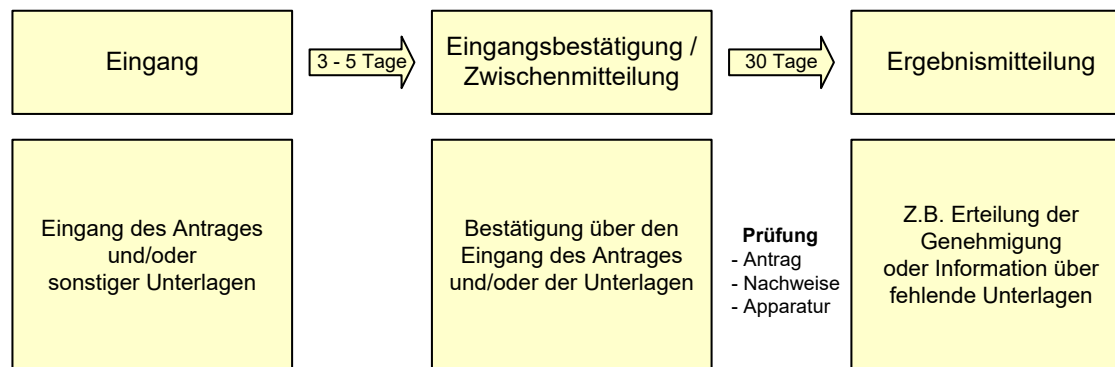 Eingang
3 - 5 Tage
Eingangsbestätigung /
Zwischenmitteilung
30 Tage
Ergebnismitteilung
Eingang des Antrages
und/oder
sonstiger Unterlagen
Bestätigung über den
Eingang des Antrages
und/oder der Unterlagen
Prüfung
- Antrag
- Nachweise
- Apparatur
Z.B. Erteilung der
Genehmigung
oder Information über
fehlende Unterlagen